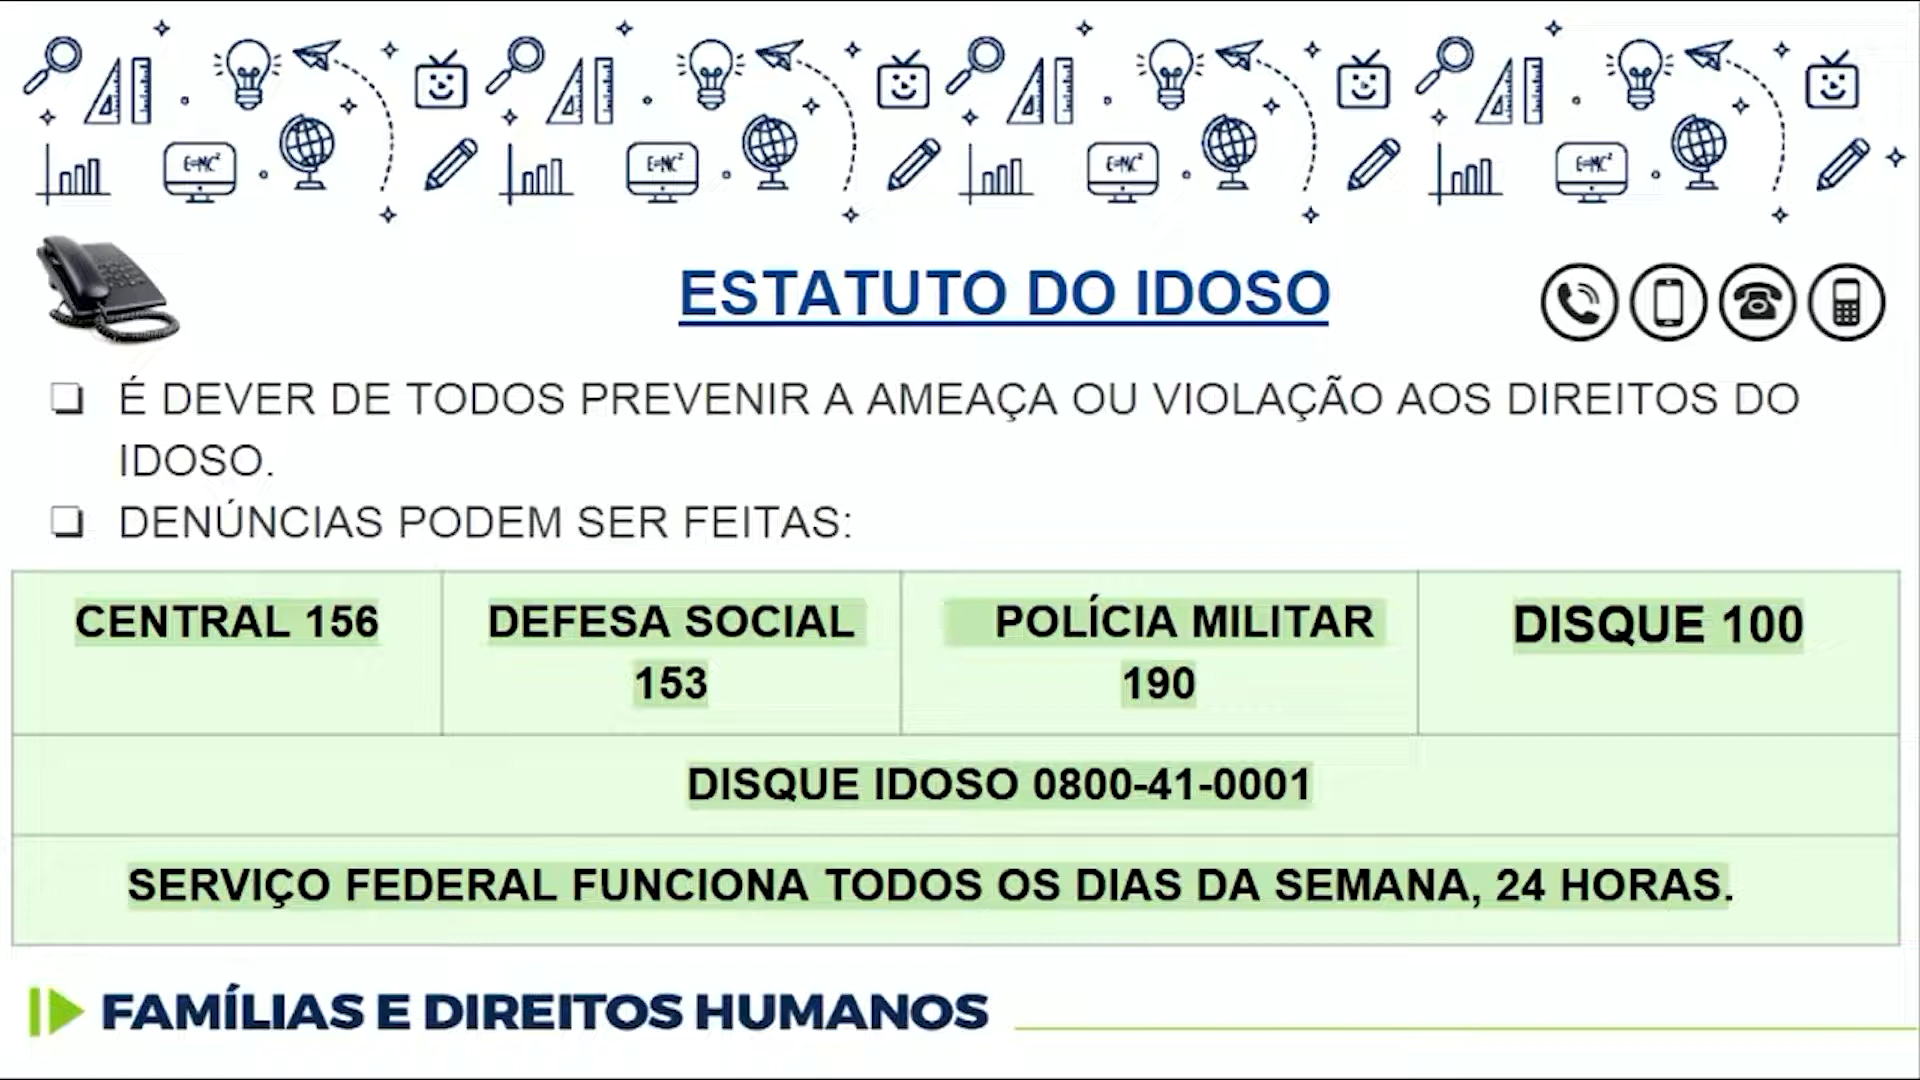 E=MC²
E=MC²
E=MC²
E=MC²
ESTATUTO DO IDOSO
É DEVER DE TODOS PREVENIR A AMEAÇA OU VIOLAÇÃO AOS DIREITOS DO
IDOSO.
DENÚNCIAS PODEM SER FEITAS:
CENTRAL 156
DEFESA SOCIAL
153
POLÍCIA MILITAR
190
DISQUE 100
DISQUE IDOSO 0800-41-0001
SERVIÇO FEDERAL FUNCIONA TODOS OS DIAS DA SEMANA, 24 HORAS.
FAMÍLIAS E DIREITOS HUMANOS